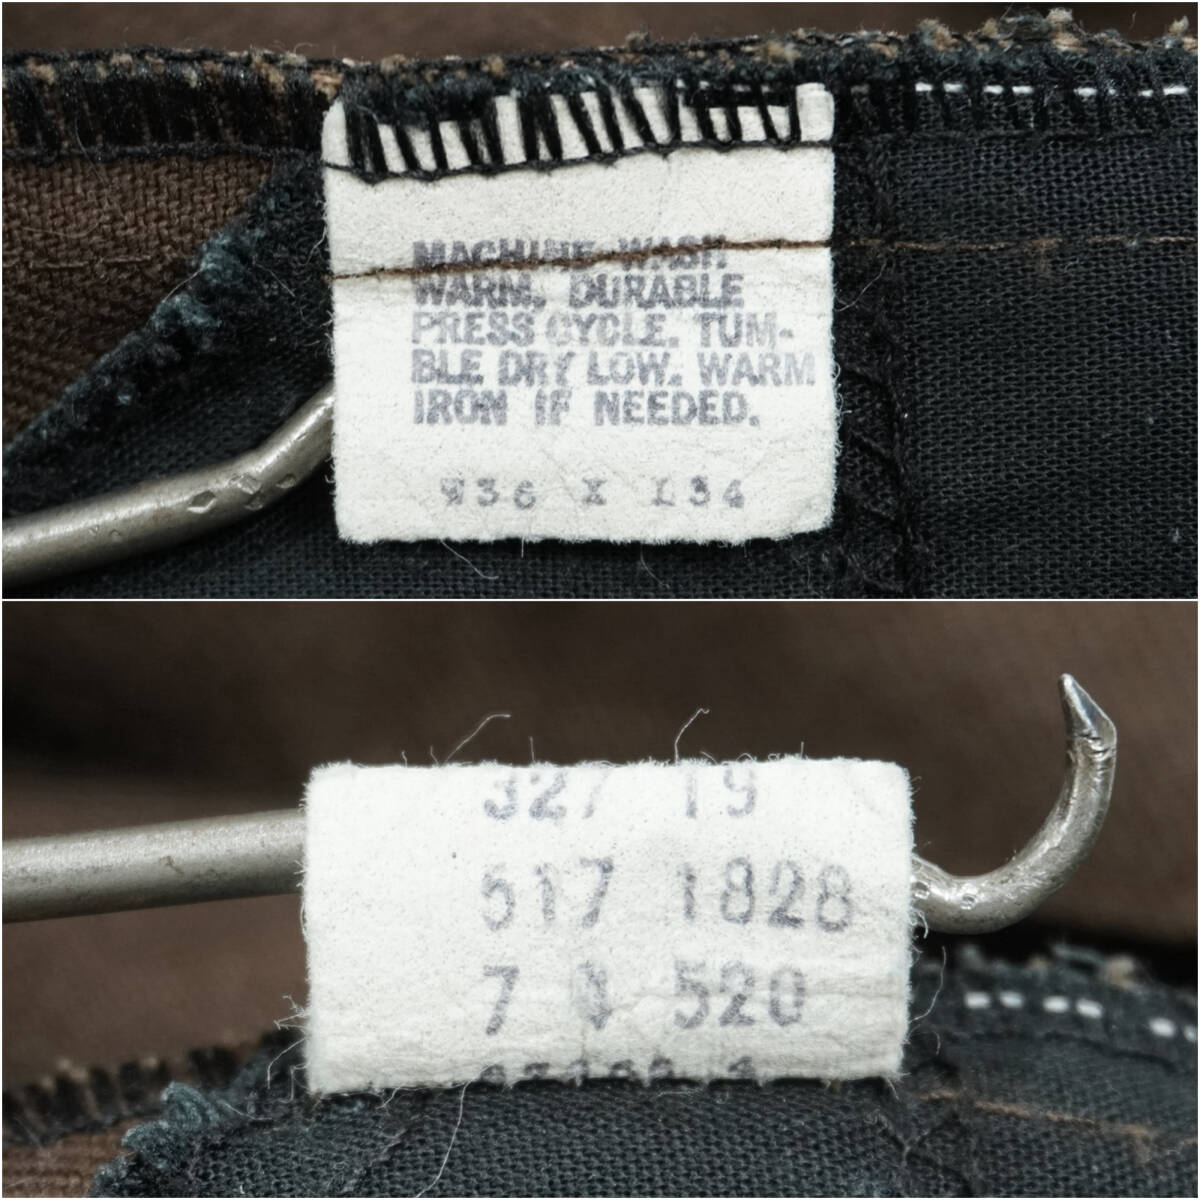 MACHINE WASH
WARM, DURABLE
PRESS CYCLE. TUM-
BLE DRY LOW. WARM
IRON IF NEEDED.
W36 X L34
327 19
517 1828
7 0 520